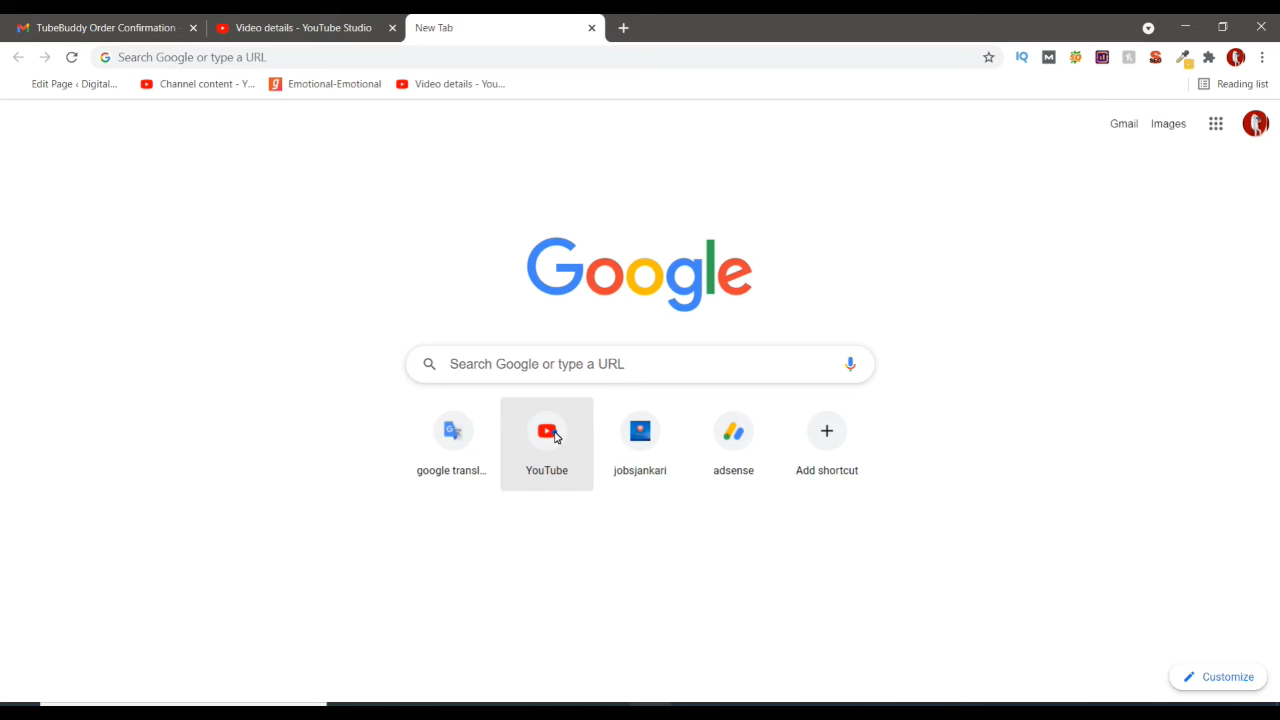 TubeBuddy Order Confirmation
Video details - YouTube Studio
New Tab
Search Google or type a URL
Edit Page ‹ Digital...
Channel content - Y...
Emotional-Emotional
Video details - You...
Reading list
Gmail
Images
Google
Search Google or type a URL
google transl...
YouTube
jobsjankari
adsense
Add shortcut
Customize